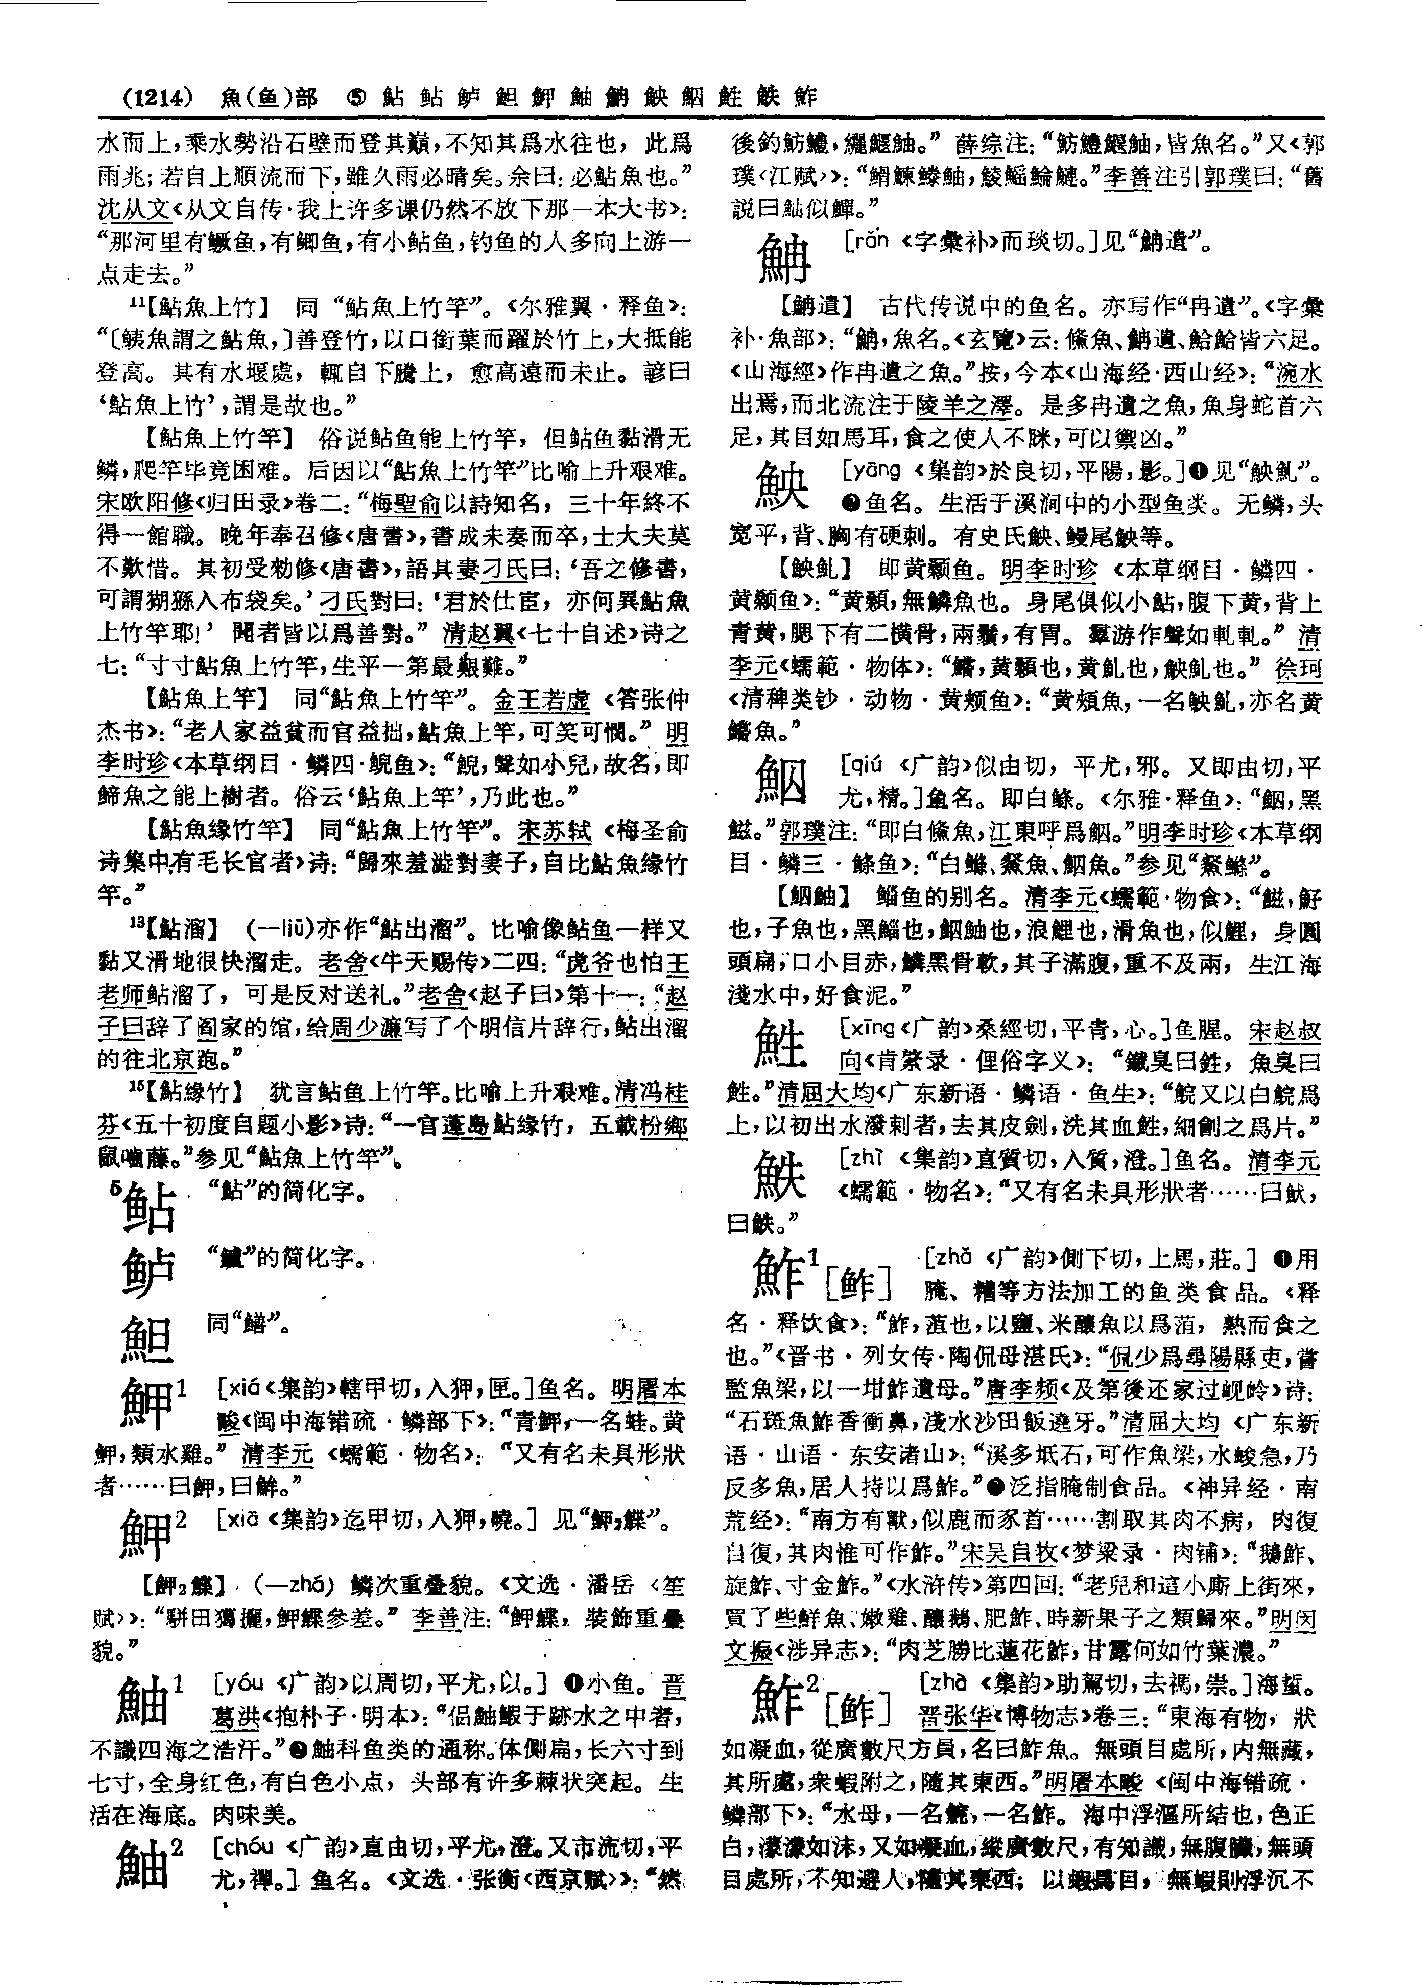 (1214) 魚(鱼)部 ⑤ 鮎 鲇 鲈 䱇 魻 鮋 䱋 鮇 鮂 鮏 鮇 鮓
水而上，乘水勢沿石壁而登其巔，不知其爲水往也，此爲
雨兆；若自上順流而下，雖久雨必晴矣。余曰：必鮎魚也。”
沈从文《从文自传·我上许多课仍然不放下那一本大书》：
“那河里有鳜鱼，有鲫鱼，有小鲇鱼，钓鱼的人多向上游一
点走去。”
¹¹【鮎魚上竹】 同“鮎魚上竹竿”。《尔雅翼·释鱼》：
“〔鮧魚謂之鮎魚，〕善登竹，以口銜葉而躍於竹上，大抵能
登高。其有水堰處，輒自下騰上，愈高遠而未止。諺曰
‘鮎魚上竹’，謂是故也。”
【鮎魚上竹竿】 俗说鲇鱼能上竹竿，但鲇鱼黏滑无
鳞，爬竿毕竟困难。后因以“鮎魚上竹竿”比喻上升艰难。
宋欧阳修《归田录》卷二：“梅聖俞以詩知名，三十年終不
得一館職。晚年奉召修《唐書》，書成未奏而卒，士大夫莫
不歎惜。其初受勑修《唐書》，語其妻刁氏曰：‘吾之修書，
可謂猢猻入布袋矣。’刁氏對曰：‘君於仕宦，亦何異鮎魚
上竹竿耶！’聞者皆以爲善對。”清赵翼《七十自述》诗之
七：“寸寸鮎魚上竹竿，生平一第最艱難。”
【鮎魚上竿】 同“鮎魚上竹竿”。金王若虚《答张仲
杰书》：“老人家益貧而官益拙，鮎魚上竿，可笑可憫。”明
李时珍《本草纲目·鳞四·鲵鱼》：“鯢，聲如小兒，故名，即
鯑魚之能上樹者。俗云‘鮎魚上竿’，乃此也。”
【鮎魚緣竹竿】 同“鮎魚上竹竿”。宋苏轼《梅圣俞
诗集中有毛长官者》诗：“歸來羞澁對妻子，自比鮎魚緣竹
竿。”
¹³【鮎溜】 (—liū)亦作“鮎出溜”。比喻像鲇鱼一样又
黏又滑地很快溜走。老舍《牛天赐传》二四：“虎爷也怕王
老师鲇溜了，可是反对送礼。”老舍《赵子曰》第十一：“赵
子曰辞了阎家的馆，给周少濂写了个明信片辞行，鲇出溜
的往北京跑。”
¹⁵【鮎缘竹】 犹言鲇鱼上竹竿。比喻上升艰难。清冯桂
芬《五十初度自题小影》诗：“一官蓬島鮎缘竹，五載枌鄉
鼠嚙藤。”参见“鮎魚上竹竿”。
⁵鲇 “鮎”的简化字。
鲈 “鱸”的简化字。
䱇 同“鳝”。
魻¹ [xiá《集韵》轄甲切，入狎，匣。]鱼名。明屠本
畯《闽中海错疏·鳞部下》：“青魻，一名蛙。黄
魻，類水雞。”清李元《蠕範·物名》：“又有名未具形狀
者……曰魻，曰鮮。”
魻² [xiā《集韵》迄甲切，入狎，曉。] 见“魻₂鰈”。
【魻₂鰈】 (—zhá) 鳞次重叠貌。《文选·潘岳〈笙
赋〉》：“駢田獦攦，魻鰈參差。”李善注：“魻鰈，裝飾重叠
貌。”
鮋¹ [yóu《广韵》以周切，平尤，以。] ❶小鱼。晋
葛洪《抱朴子·明本》：“侣鮋鰕于跡水之中者，
不識四海之浩汗。”❷鮋科鱼类的通称。体侧扁，长六寸到
七寸，全身红色，有白色小点，头部有许多棘状突起。生
活在海底。肉味美。
鮋² [chóu《广韵》直由切，平尤，澄。又市流切，平
尤，禪。] 鱼名。《文选·张衡〈西京赋〉》：“然
後釣魴鱧，纚鰋鮋。”薛综注：“魴鱧鰋鮋，皆魚名。”又《郭
璞〈江赋〉》：“鰝鰊鰧鮋，鯪鰩鯩鰱。”李善注引郭璞曰：“舊
説曰鮋似鱓。”
䱋 [rǎn《字彙补》而琰切。]见“䱋遺”。
【䱋遺】 古代传说中的鱼名。亦写作“冉遺”。《字彙
补·魚部》：“䱋，魚名。《玄覽》云：鯈魚、䱋遺、鮯鮯皆六足。
《山海經》作冉遺之魚。”按，今本《山海经·西山经》：“涴水
出焉，而北流注于陵羊之澤。是多冉遺之魚，魚身蛇首六
足，其目如馬耳，食之使人不眯，可以禦凶。”
鉠 [yāng《集韵》於良切，平陽，影。]❶见“鉠䰲”。
❷鱼名。生活于溪涧中的小型鱼类。无鳞，头
宽平，背、胸有硬刺。有史氏鉠、鳗尾鉠等。
【鉠䰲】 即黄颡鱼。明李时珍《本草纲目·鳞四·
黄颡鱼》：“黄顙，無鱗魚也。身尾俱似小鮎，腹下黄，背上
青黄，腮下有二橫骨，兩鬚，有胃。羣游作聲如軋軋。”清
李元《蠕範·物体》：“鱨，黄顙也，黄䰲也，鉠䰲也。”徐珂
《清稗类钞·动物·黄颊鱼》：“黄頰魚，一名鉠䰲，亦名黄
鱨魚。”
鮂 [qiú《广韵》似由切，平尤，邪。又即由切，平
尤，精。]鱼名。即白鲦。《尔雅·释鱼》：“鮂，黑
鰦。”郭璞注：“即白鯈魚，江東呼爲鮂。”明李时珍《本草纲
目·鳞三·鲦鱼》：“白鰷、䱗魚、鮂魚。”参见“䱗鰷”。
【鮂鮋】 鲻鱼的别名。清李元《蠕範·物食》：“鰦，䰵
也，子魚也，黑鯔也，鮂鮋也，浪鯉也，滑魚也，似鯉，身圓
頭扁，口小目赤，鱗黑骨軟，其子滿腹，重不及兩，生江海
淺水中，好食泥。”
鮏 [xīng《广韵》桑經切，平青，心。]鱼腥。宋赵叔
向《肯綮录·俚俗字义》：“鐵臭曰鉎，魚臭曰
鮏。”清屈大均《广东新语·鳞语·鱼生》：“鯇又以白鯇爲
上，以初出水潑剌者，去其皮劍，洗其血鮏，細劊之爲片。”
鮇 [zhì《集韵》直質切，入質，澄。]鱼名。清李元
《蠕範·物名》：“又有名未具形狀者……曰䱂，
曰䱃。”
鮓¹[鲊] [zhǎ《广韵》側下切，上馬，莊。] ❶用
腌、糟等方法加工的鱼类食品。《释
名·释饮食》：“鮓，菹也，以鹽、米釀魚以爲菹，熟而食之
也。”《晋书·列女传·陶侃母湛氏》：“侃少爲尋陽縣吏，嘗
監魚梁，以一坩鮓遺母。”唐李频《及第後还家过岘岭》诗：
“石斑魚鮓香衝鼻，淺水沙田飯遶牙。”清屈大均《广东新
语·山语·东安诸山》：“溪多坻石，可作魚梁，水峻急，乃
反多魚，居人持以爲鮓。”❷泛指腌制食品。《神异经·南
荒经》：“南方有獸，似鹿而豕首……割取其肉不病，肉復
自復，其肉惟可作鮓。”宋吴自牧《梦粱录·肉铺》：“鵝鮓、
旋鮓、寸金鮓。”《水浒传》第四回：“老兒和這小廝上街來，
買了些鮮魚、嫩雞、釀鵝、肥鮓、時新果子之類歸來。”明闵
文振《涉异志》：“肉芝勝比蓮花鮓，甘露何如竹葉濃。”
鮓²[鲊] [zhà《集韵》助駕切，去禡，崇。]海蜇。
晋张华《博物志》卷三：“東海有物，狀
如凝血，從廣數尺方員，名曰鮓魚。無頭目處所，内無藏，
其所處，衆蝦附之，隨其東西。”明屠本畯《闽中海错疏·
鳞部下》：“水母，一名䖳，一名鮓。海中浮漚所結也，色正
白，濛濛如沫，又如凝血，縱廣數尺，有知識，無腹臟，無頭
目處所，不知避人，隨其東西；以蝦爲目，無蝦則浮沉不